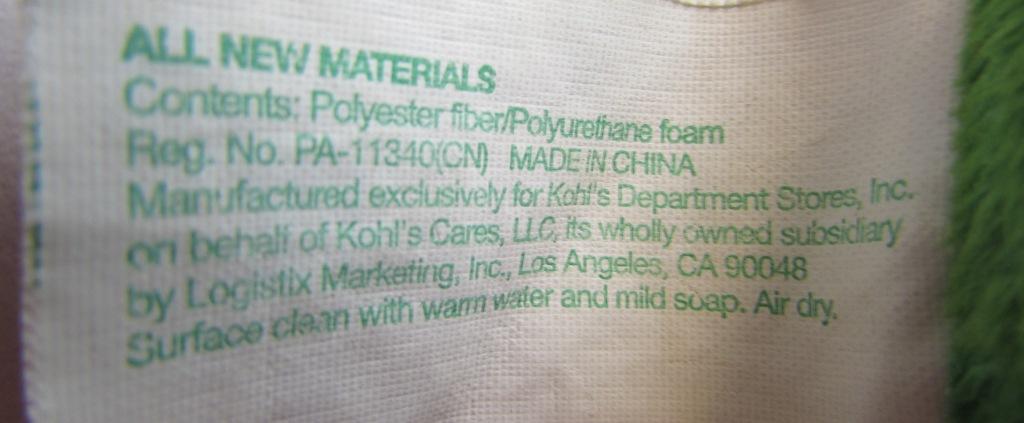 ALL NEW MATERIALS
Contents: Polyester fiber/Polyurethane foam
Reg. No. PA-11340(CN) MADE IN CHINA
Manufactured exclusively for Kohl's Department Stores, Inc.
on behalf of Kohl's Cares, LLC, its wholly owned subsidiary
by Logistix Marketing, Inc., Los Angeles, CA 90048
Surface clean with warm water and mild soap. Air dry.